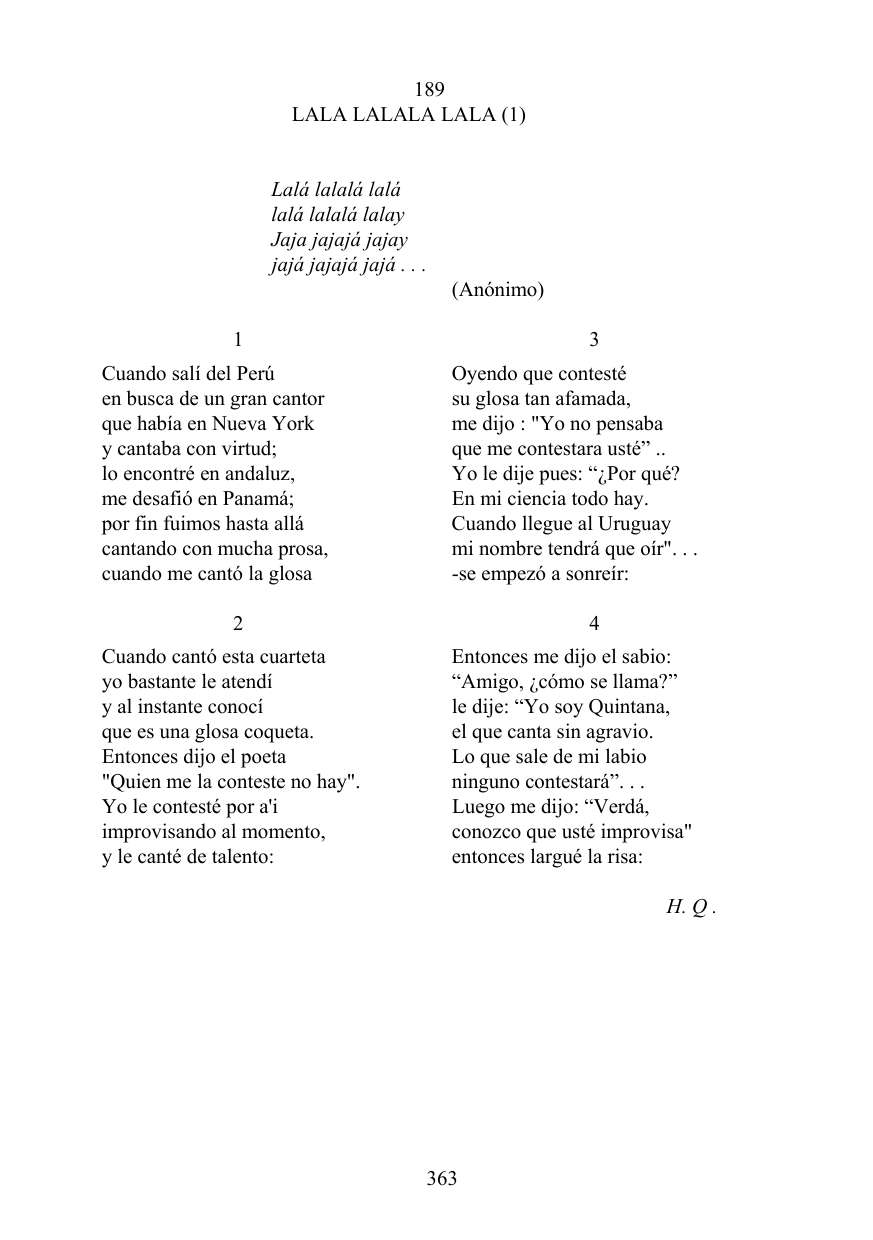 189
LALA LALALA LALA (1)
Lalá lalalá lalá
lalá lalalá lalay
Jaja jajajá jajay
jajá jajajá jajá . . .
(Anónimo)
1
Cuando salí del Perú
en busca de un gran cantor
que había en Nueva York
y cantaba con virtud;
lo encontré en andaluz,
me desafió en Panamá;
por fin fuimos hasta allá
cantando con mucha prosa,
cuando me cantó la glosa
2
Cuando cantó esta cuarteta
yo bastante le atendí
y al instante conocí
que es una glosa coqueta.
Entonces dijo el poeta
"Quien me la conteste no hay".
Yo le contesté por a'i
improvisando al momento,
y le canté de talento:
3
Oyendo que contesté
su glosa tan afamada,
me dijo : "Yo no pensaba
que me contestara usté” ..
Yo le dije pues: “¿Por qué?
En mi ciencia todo hay.
Cuando llegue al Uruguay
mi nombre tendrá que oír". . .
-se empezó a sonreír:
4
Entonces me dijo el sabio:
“Amigo, ¿cómo se llama?”
le dije: “Yo soy Quintana,
el que canta sin agravio.
Lo que sale de mi labio
ninguno contestará”. . .
Luego me dijo: “Verdá,
conozco que usté improvisa"
entonces largué la risa:
H. Q .
363